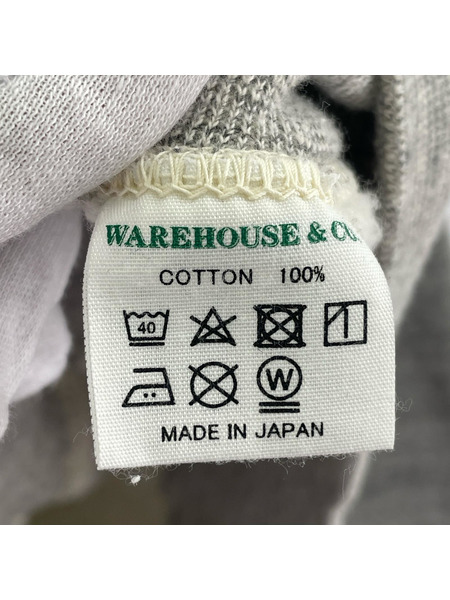 WAREHOUSE & CO.
COTTON 100%
40
W
MADE IN JAPAN